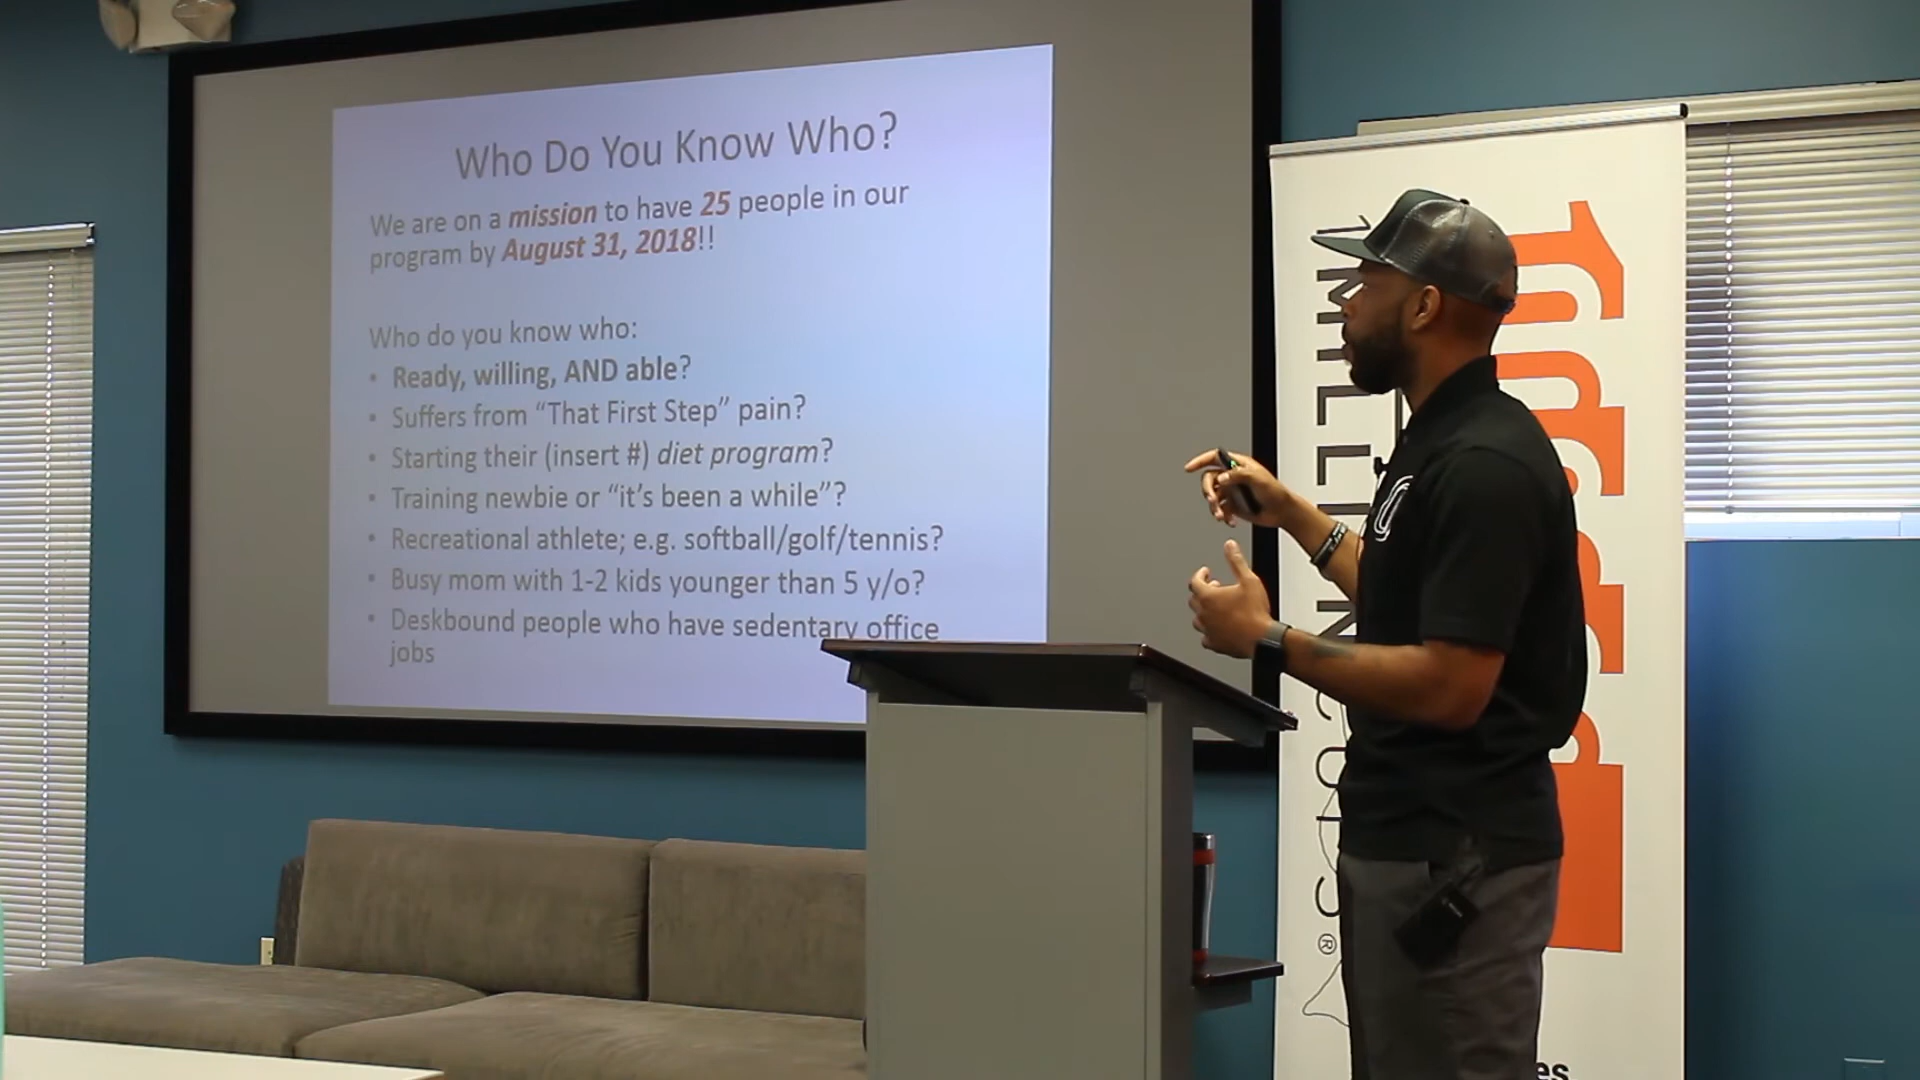 Who Do You Know Who?
We are on a mission to have 25 people in our
program by August 31, 2018!!
Who do you know who:
• Ready, willing, AND able?
• Suffers from “That First Step” pain?
• Starting their (insert #) diet program?
• Training newbie or “it’s been a while”?
• Recreational athlete; e.g. softball/golf/tennis?
• Busy mom with 1-2 kids younger than 5 y/o?
• Deskbound people who have sedentary office
jobs
1MILLIONCUPS®